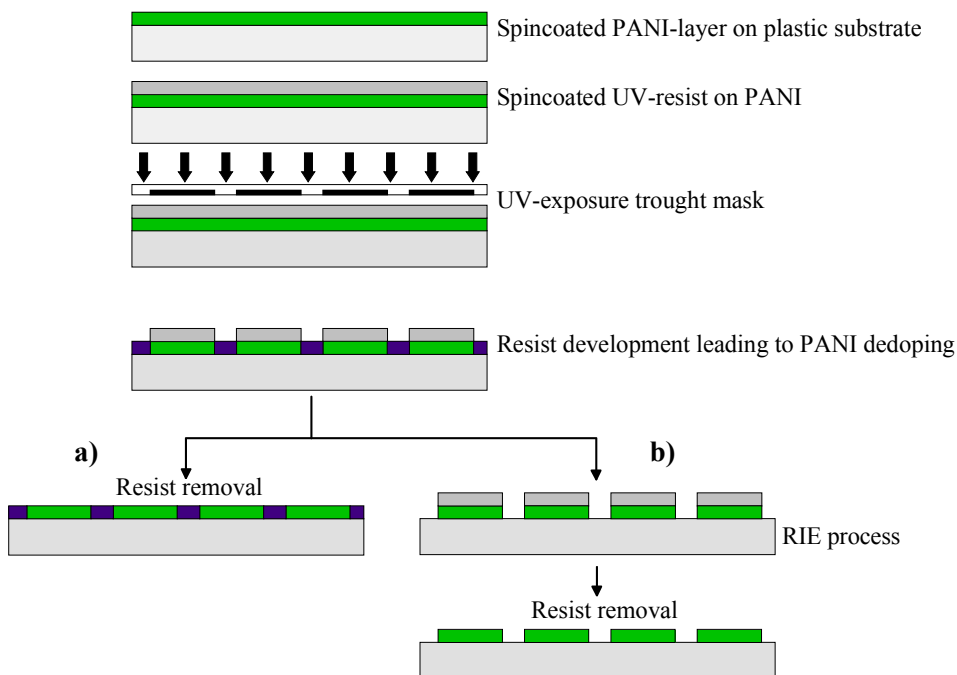 Spincoated PANI-layer on plastic substrate
Spincoated UV-resist on PANI
UV-exposure trought mask
Resist development leading to PANI dedoping
a)
b)
Resist removal
RIE process
Resist removal